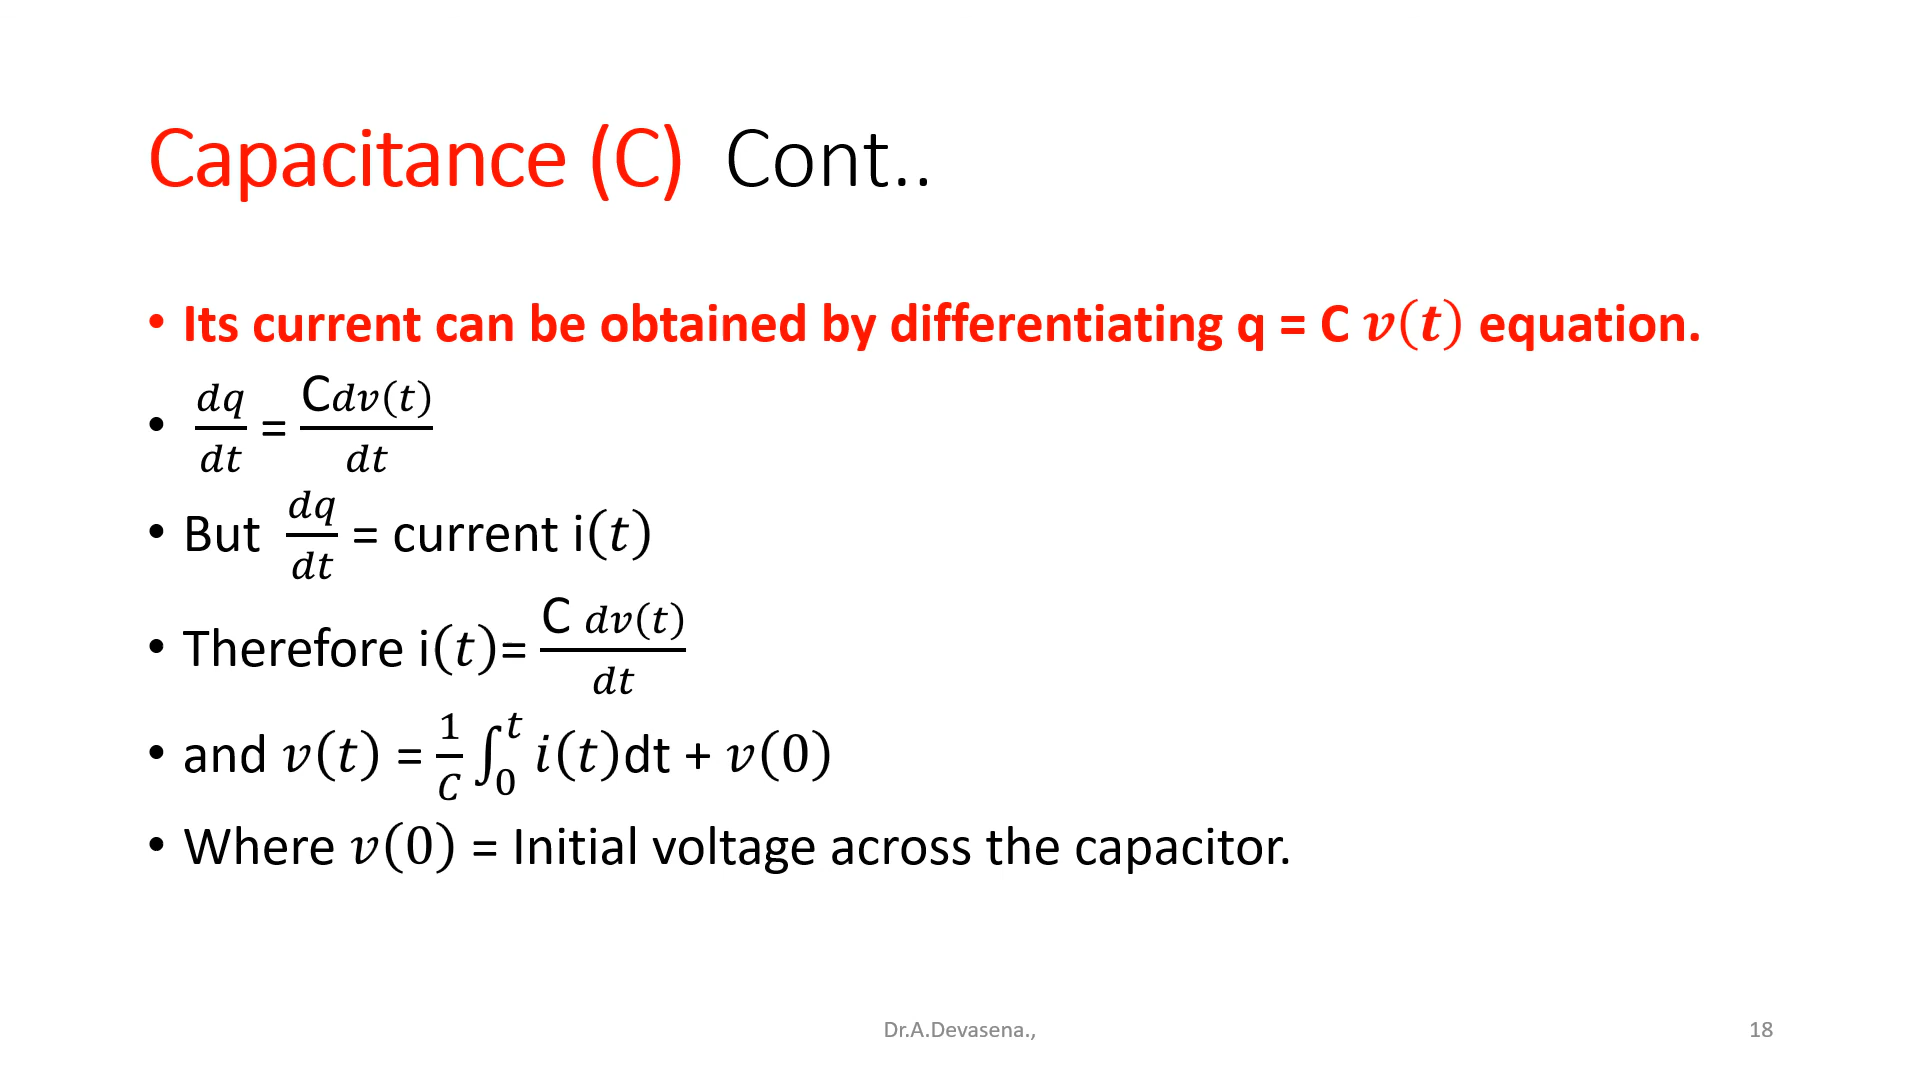 Capacitance (C) Cont..
• Its current can be obtained by differentiating q = C v(t) equation.
• dq/dt = Cdv(t)/dt
• But dq/dt = current i(t)
• Therefore i(t)= C dv(t)/dt
• and v(t) = 1/C ∫₀ᵗ i(t)dt + v(0)
• Where v(0) = Initial voltage across the capacitor.
Dr.A.Devasena.,
18